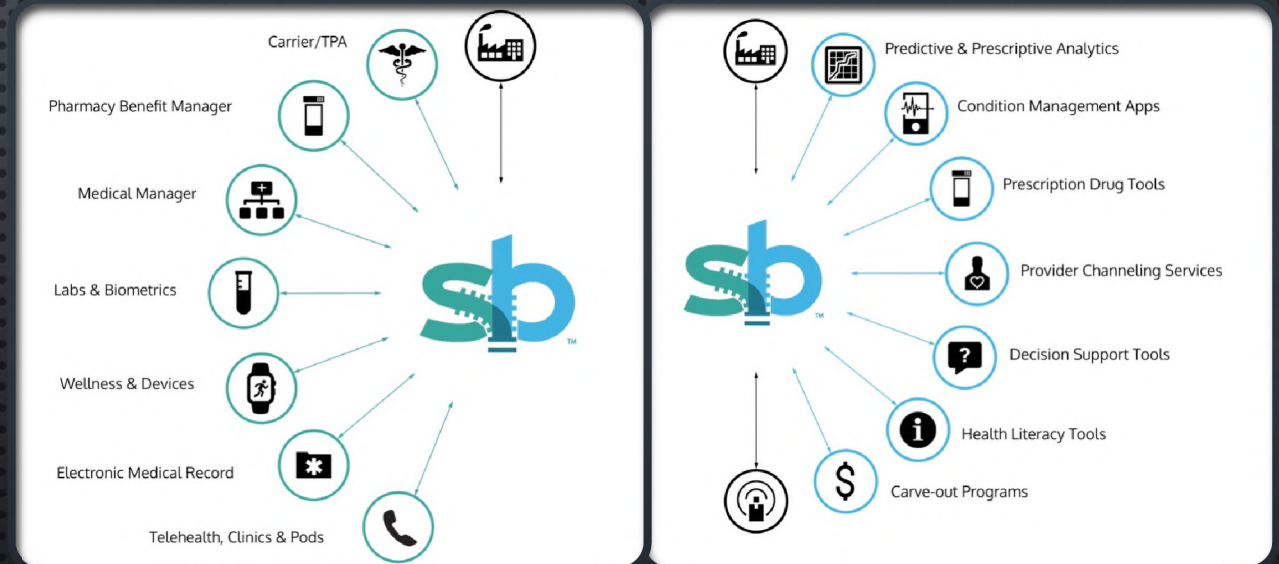 Carrier/TPA
Pharmacy Benefit Manager
Medical Manager
Labs & Biometrics
Wellness & Devices
Electronic Medical Record
Telehealth, Clinics & Pods
sb
TM
Predictive & Prescriptive Analytics
Condition Management Apps
Prescription Drug Tools
Provider Channeling Services
Decision Support Tools
Health Literacy Tools
Carve-out Programs
sb
TM
?
i
$